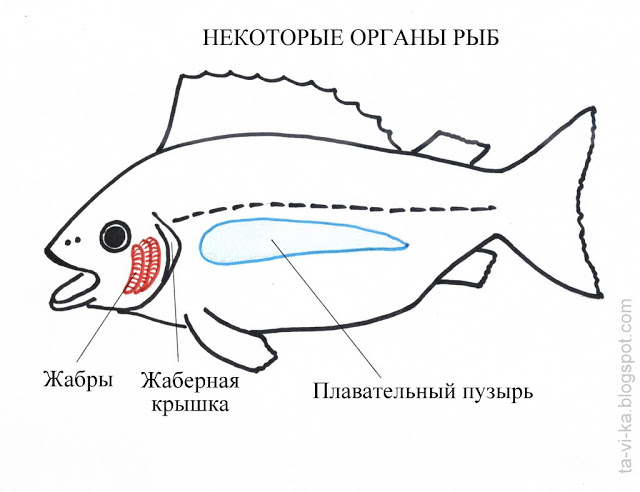 НЕКОТОРЫЕ ОРГАНЫ РЫБ
Жабры
Жаберная
крышка
Плавательный пузырь
ta-vi-ka.blogspot.com